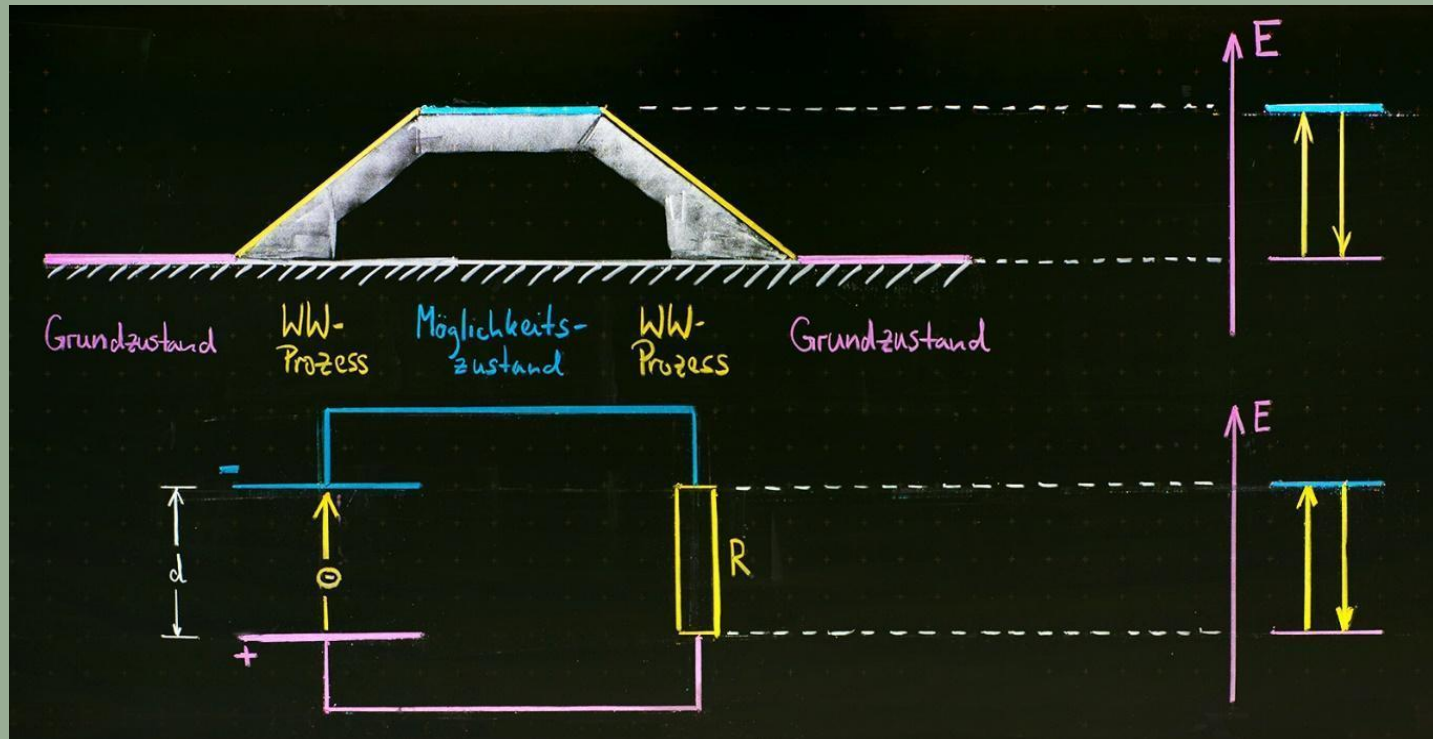 E
Grundzustand
WW-
Prozess
Möglichkeits-
zustand
WW-
Prozess
Grundzustand
E
-
d
R
+